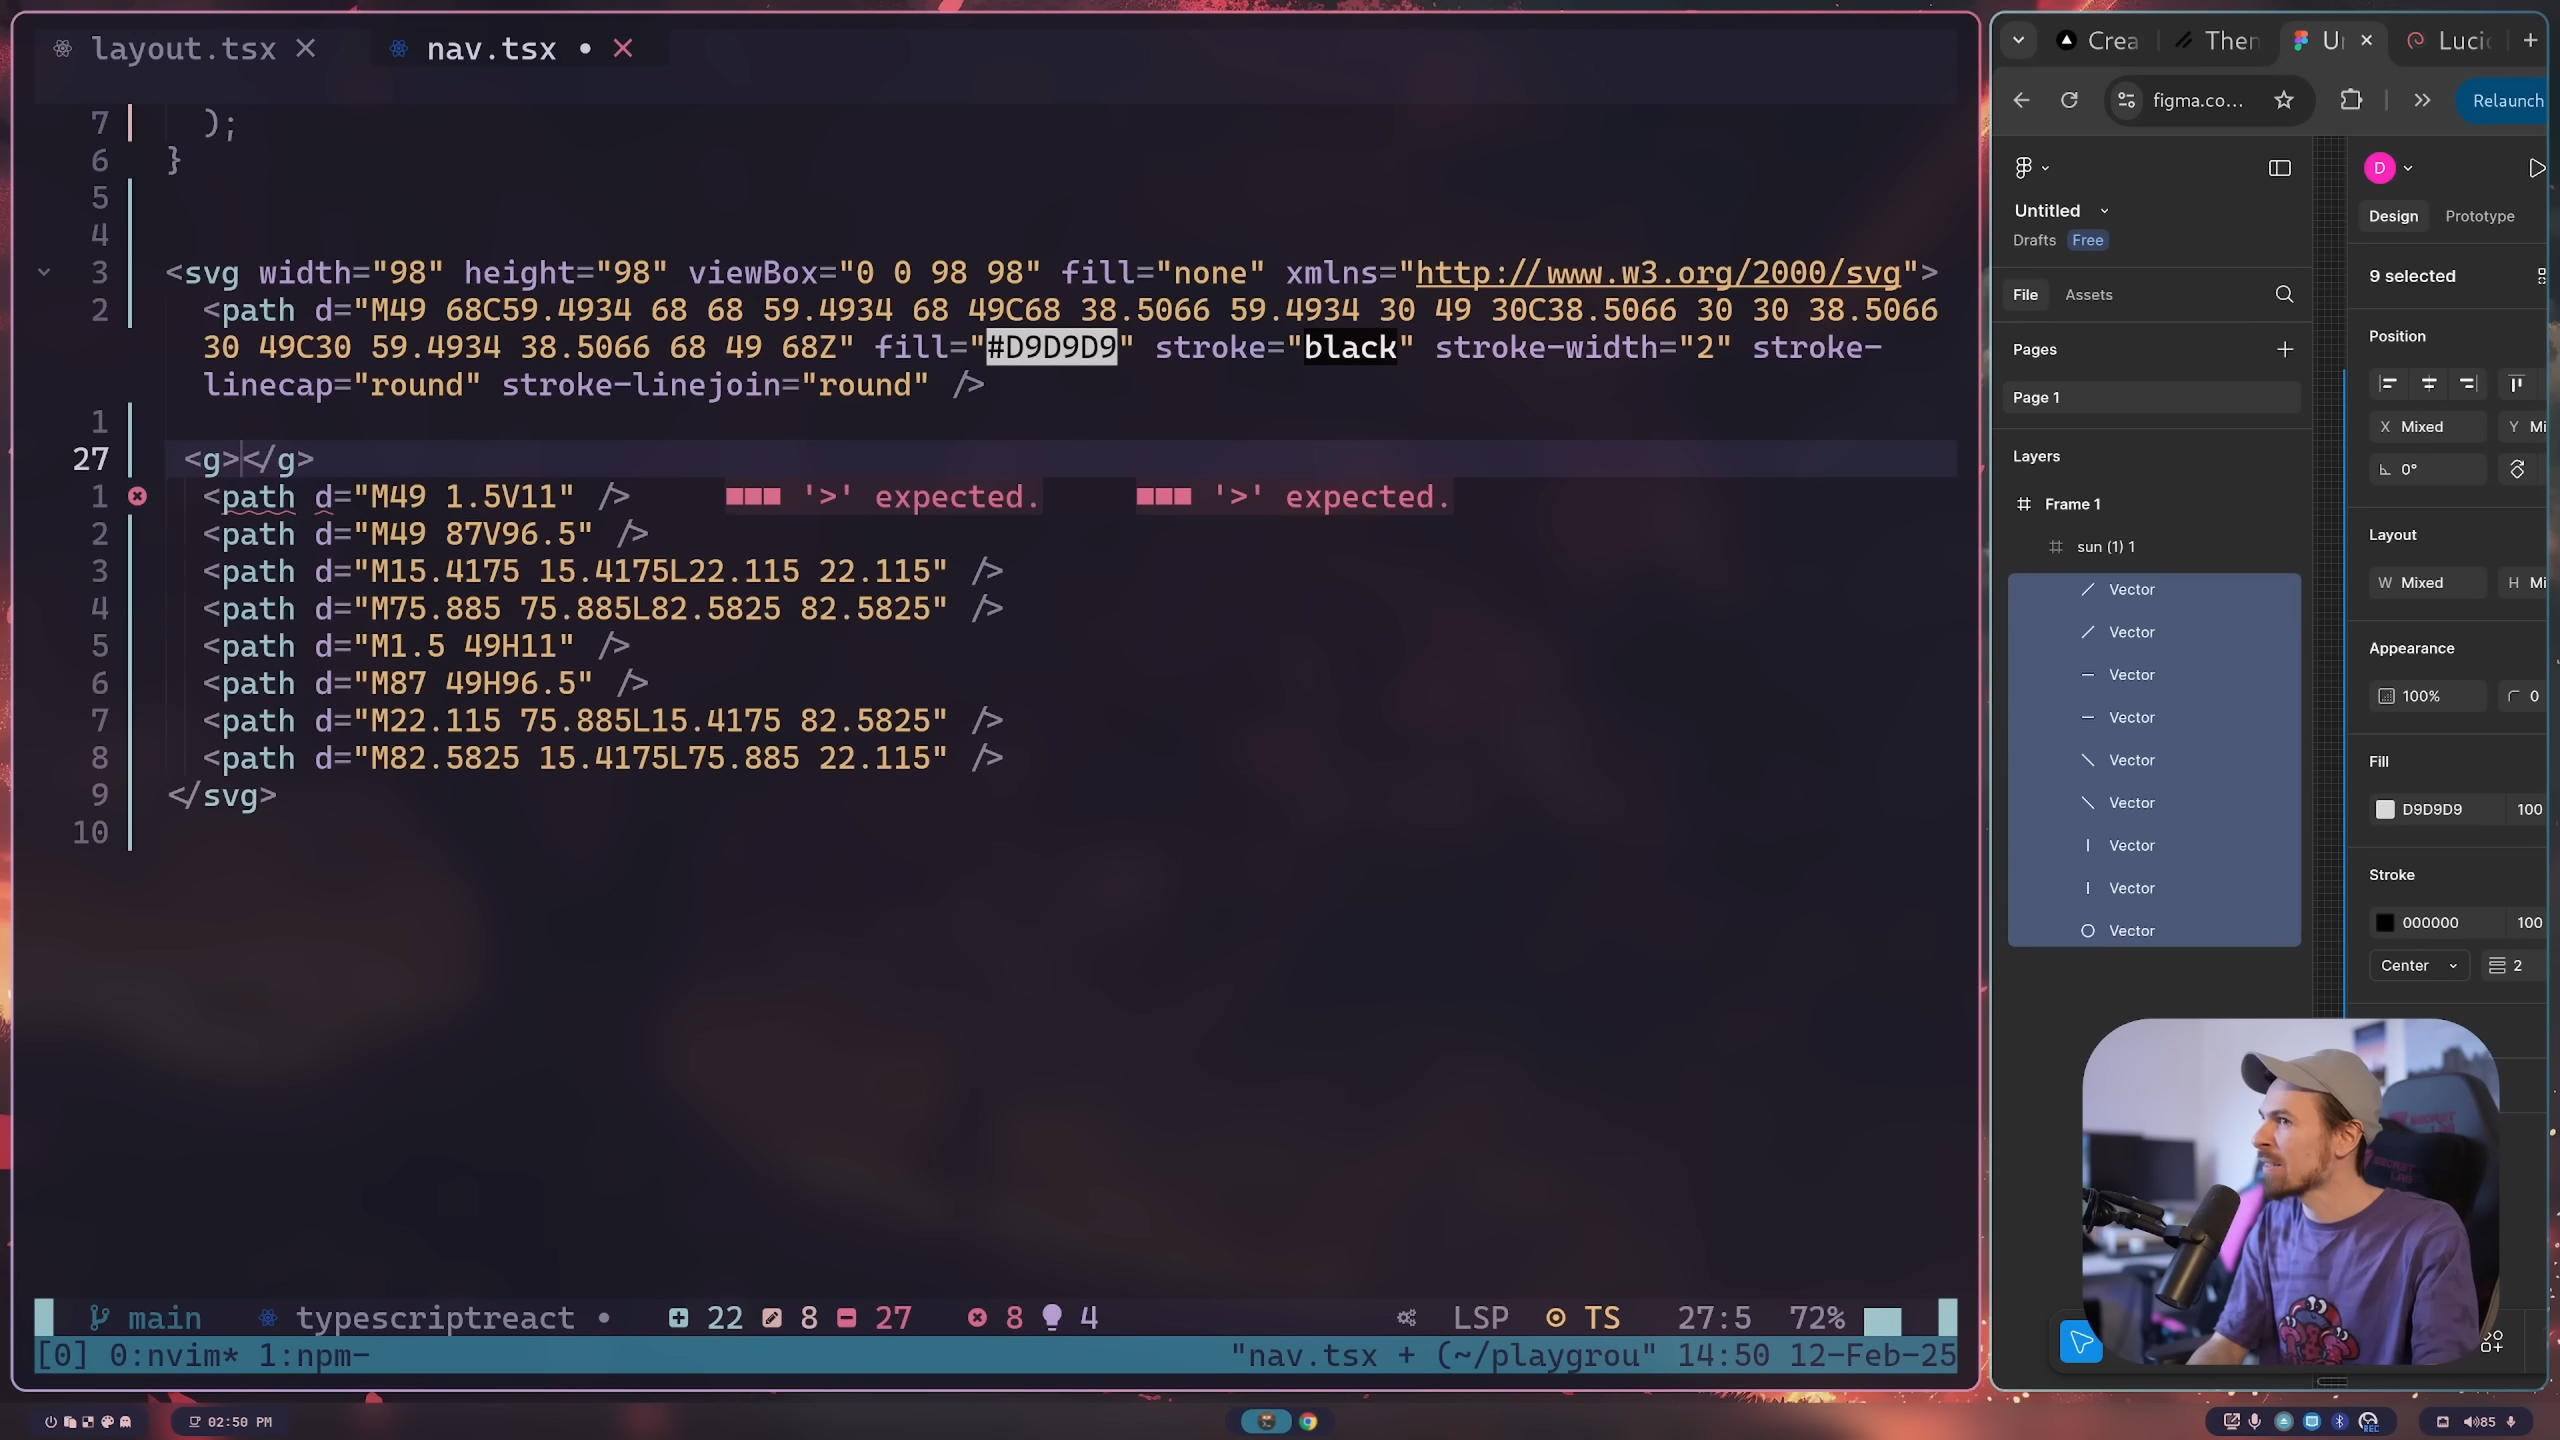 layout.tsx
nav.tsx
7 );
6 }
5
4
3 <svg width="98" height="98" viewBox="0 0 98 98" fill="none" xmlns="http://www.w3.org/2000/svg">
2 <path d="M49 68C59.4934 68 68 59.4934 68 49C68 38.5066 59.4934 30 49 30C38.5066 30 30 38.5066
30 49C30 59.4934 38.5066 68 49 68Z" fill="#D9D9D9" stroke="black" stroke-width="2" stroke-
linecap="round" stroke-linejoin="round" />
1
27 <g></g>
1 <path d="M49 1.5V11" /> '>' expected. '>' expected.
2 <path d="M49 87V96.5" />
3 <path d="M15.4175 15.4175L22.115 22.115" />
4 <path d="M75.885 75.885L82.5825 82.5825" />
5 <path d="M1.5 49H11" />
6 <path d="M87 49H96.5" />
7 <path d="M22.115 75.885L15.4175 82.5825" />
8 <path d="M82.5825 15.4175L75.885 22.115" />
9 </svg>
10
main typescriptreact 22 8 27 8 4 LSP TS 27:5 72%
[0] 0:nvim* 1:npm- "nav.tsx + (~/playgrou" 14:50 12-Feb-25
02:50 PM
85
Crea
Then
Ur
Luci
figma.co...
Relaunch
D
Untitled
Drafts Free
File Assets
Pages
Page 1
Layers
Frame 1
sun (1) 1
Vector
Vector
Vector
Vector
Vector
Vector
Vector
Vector
Vector
Design Prototype
9 selected
Position
X Mixed Y Mi
0°
Layout
W Mixed H Mi
Appearance
100% 0
Fill
D9D9D9 100
Stroke
000000 100
Center 2